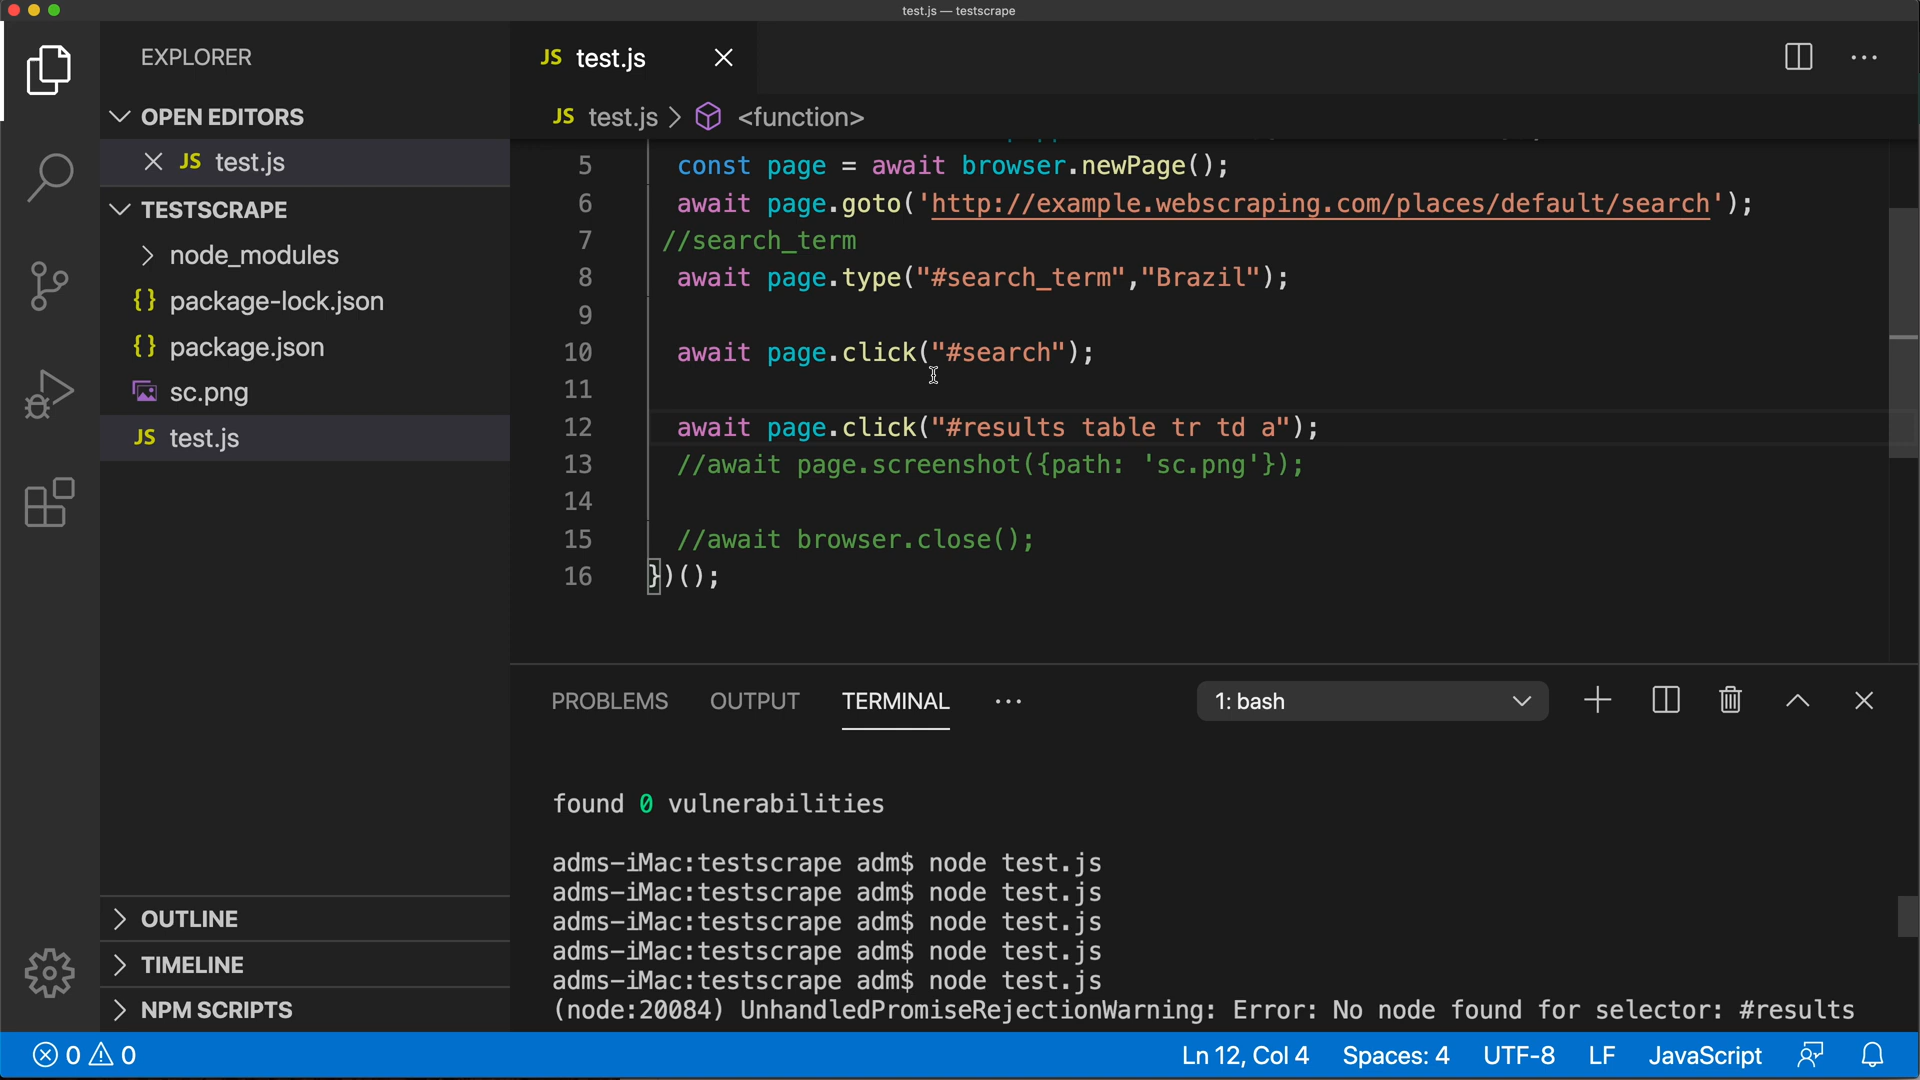 test.js — testscrape
EXPLORER
OPEN EDITORS
JS test.js
TESTSCRAPE
node_modules
{} package-lock.json
{} package.json
sc.png
JS test.js
OUTLINE
TIMELINE
NPM SCRIPTS
JS test.js
JS test.js > <function>
5 const page = await browser.newPage();
6 await page.goto('http://example.webscraping.com/places/default/search');
7 //search_term
8 await page.type("#search_term","Brazil");
9
10 await page.click("#search");
11
12 await page.click("#results table tr td a");
13 //await page.screenshot({path: 'sc.png'});
14
15 //await browser.close();
16 })();
PROBLEMS OUTPUT TERMINAL ··· 1: bash
found 0 vulnerabilities
adms-iMac:testscrape adm$ node test.js
adms-iMac:testscrape adm$ node test.js
adms-iMac:testscrape adm$ node test.js
adms-iMac:testscrape adm$ node test.js
adms-iMac:testscrape adm$ node test.js
(node:20084) UnhandledPromiseRejectionWarning: Error: No node found for selector: #results
0 0 Ln 12, Col 4 Spaces: 4 UTF-8 LF JavaScript